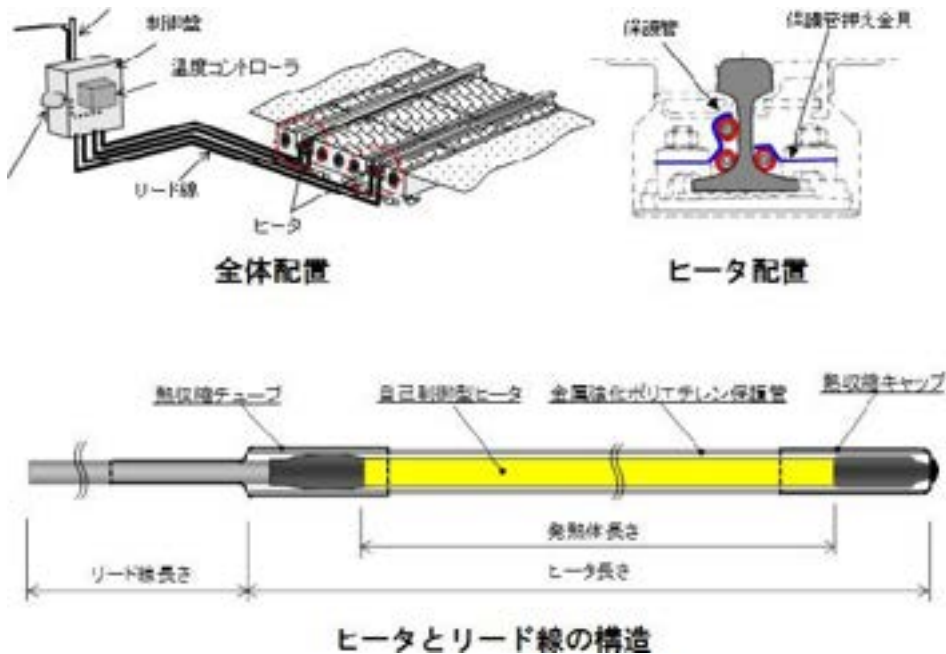 制御盤
温度コントローラ
リード線
ヒータ
全体配置
保護管
保護管押え金具
ヒータ配置
熱収縮チューブ
自己制御型ヒータ
金属強化ポリエチレン保護管
熱収縮キャップ
発熱体長さ
リード線長さ
ヒータ長さ
ヒータとリード線の構造